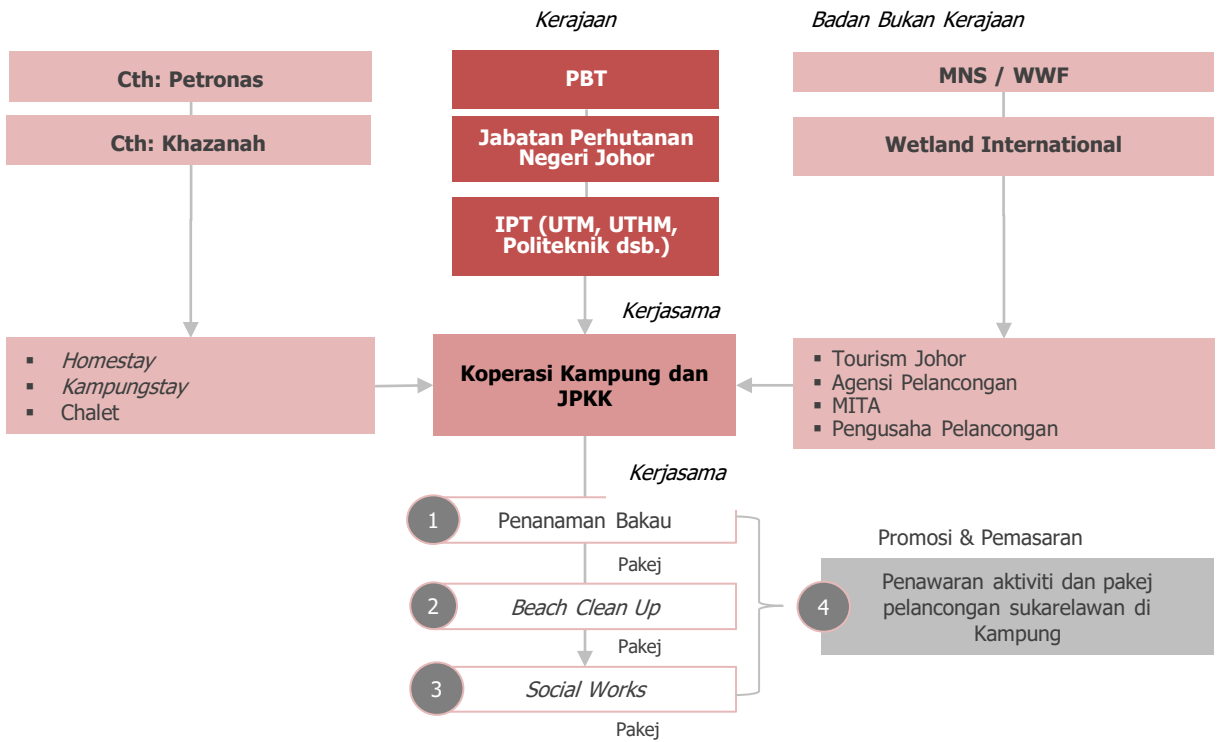 Kerajaan
Badan Bukan Kerajaan
Cth: Petronas
PBT
MNS / WWF
Cth: Khazanah
Jabatan Perhutanan
Negeri Johor
Wetland International
IPT (UTM, UTHM,
Politeknik dsb.)
Kerjasama
▪ Homestay
▪ Kampungstay
▪ Chalet
Koperasi Kampung dan
JPKK
▪ Tourism Johor
▪ Agensi Pelancongan
▪ MITA
▪ Pengusaha Pelancongan
Kerjasama
1 Penanaman Bakau
Pakej
2 Beach Clean Up
Pakej
3 Social Works
Pakej
Promosi & Pemasaran
4
Penawaran aktiviti dan pakej
pelancongan sukarelawan di
Kampung